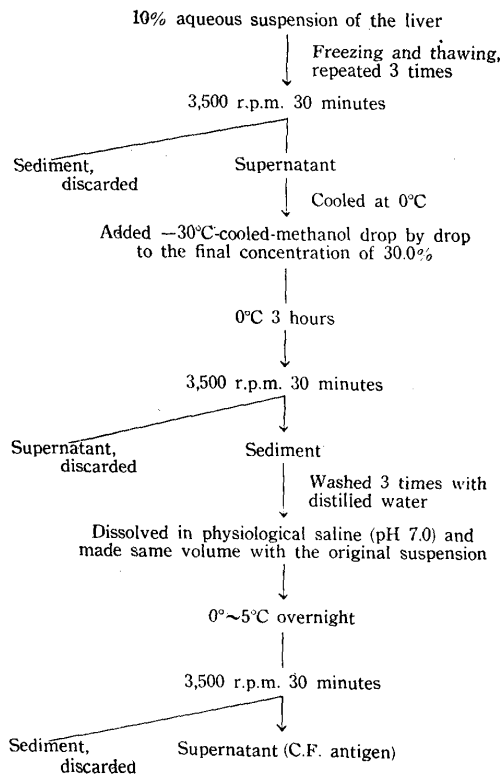 10% aqueous suspension of the liver
Freezing and thawing,
repeated 3 times
3,500 r.p.m. 30 minutes
Sediment,
discarded
Supernatant
Cooled at 0°C
Added —30°C-cooled-methanol drop by drop
to the final concentration of 30.0%
0°C 3 hours
3,500 r.p.m. 30 minutes
Supernatant,
discarded
Sediment
Washed 3 times with
distilled water
Dissolved in physiological saline (pH 7.0) and
made same volume with the original suspension
0°~5°C overnight
3,500 r.p.m. 30 minutes
Sediment,
discarded
Supernatant (C.F. antigen)